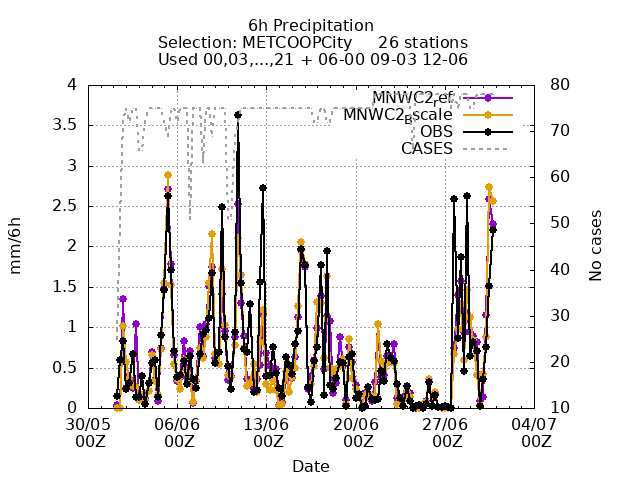 6h Precipitation
Selection: METCOOPCity 26 stations
Used 00,03,...,21 + 06-00 09-03 12-06
4 80
MNWC2ref
3.5 70
MNWC2Bscale
OBS
CASES
3 60
2.5 50
2 40
1.5 30
1
0.5 20
0 10
mm/6h
No cases
30/05 06/06 13/06 20/06 27/06 04/07
00Z 00Z 00Z 00Z 00Z 00Z
Date